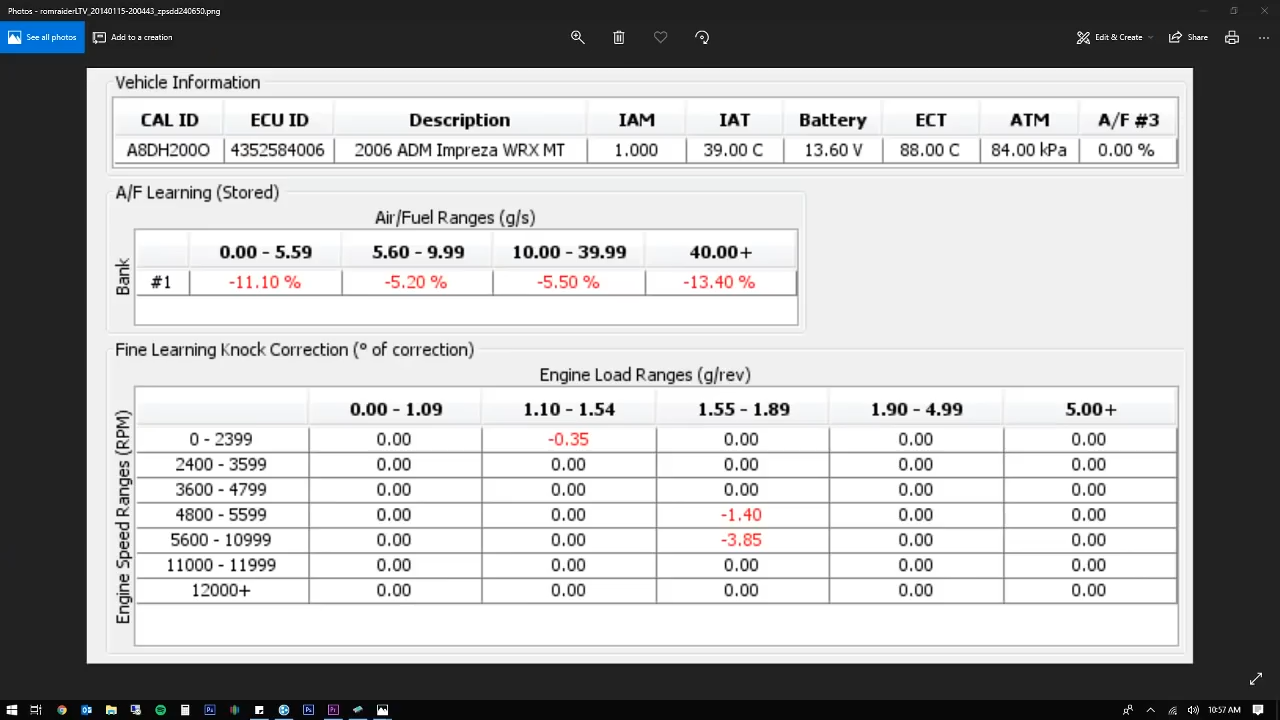 Photos - romraiderLTV_20140115-200443_zpsdd240650.png
See all photos Add to a creation Edit & Create Share
Vehicle Information
CAL ID ECU ID Description IAM IAT Battery ECT ATM A/F #3
A8DH200O 4352584006 2006 ADM Impreza WRX MT 1.000 39.00 C 13.60 V 88.00 C 84.00 kPa 0.00 %
A/F Learning (Stored)
Air/Fuel Ranges (g/s)
0.00 - 5.59 5.60 - 9.99 10.00 - 39.99 40.00+
Bank
#1 -11.10 % -5.20 % -5.50 % -13.40 %
Fine Learning Knock Correction (° of correction)
Engine Load Ranges (g/rev)
Engine Speed Ranges (RPM)
0.00 - 1.09 1.10 - 1.54 1.55 - 1.89 1.90 - 4.99 5.00+
0 - 2399 0.00 -0.35 0.00 0.00 0.00
2400 - 3599 0.00 0.00 0.00 0.00 0.00
3600 - 4799 0.00 0.00 0.00 0.00 0.00
4800 - 5599 0.00 0.00 -1.40 0.00 0.00
5600 - 10999 0.00 0.00 -3.85 0.00 0.00
11000 - 11999 0.00 0.00 0.00 0.00 0.00
12000+ 0.00 0.00 0.00 0.00 0.00
10:57 AM